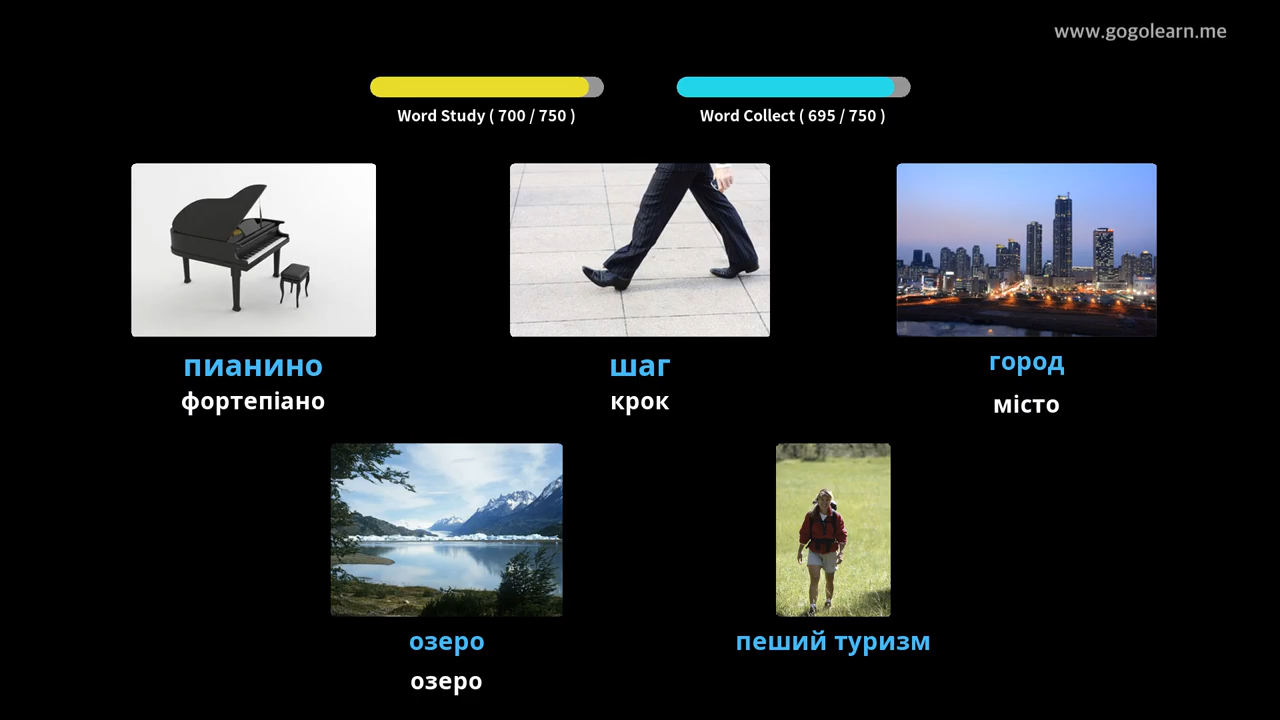 www.gogolearn.me
Word Study ( 700 / 750 )
Word Collect ( 695 / 750 )
пианино
фортепіано
шаг
крок
город
місто
озеро
озеро
пеший туризм